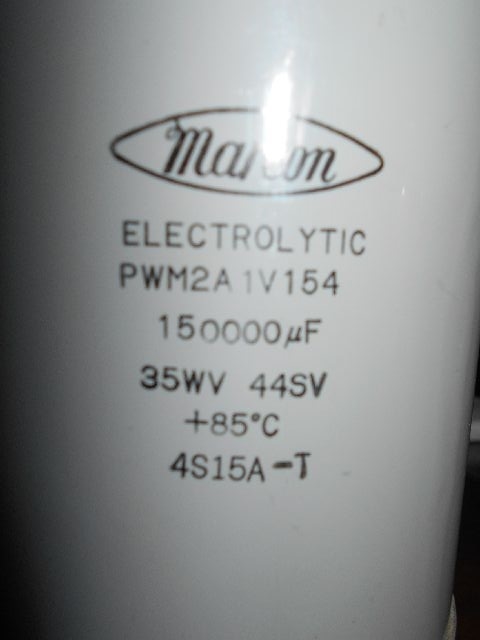 Marcon
ELECTROLYTIC
PWM2A1V154
150000μF
35WV 44SV
+85°C
4S15A-T